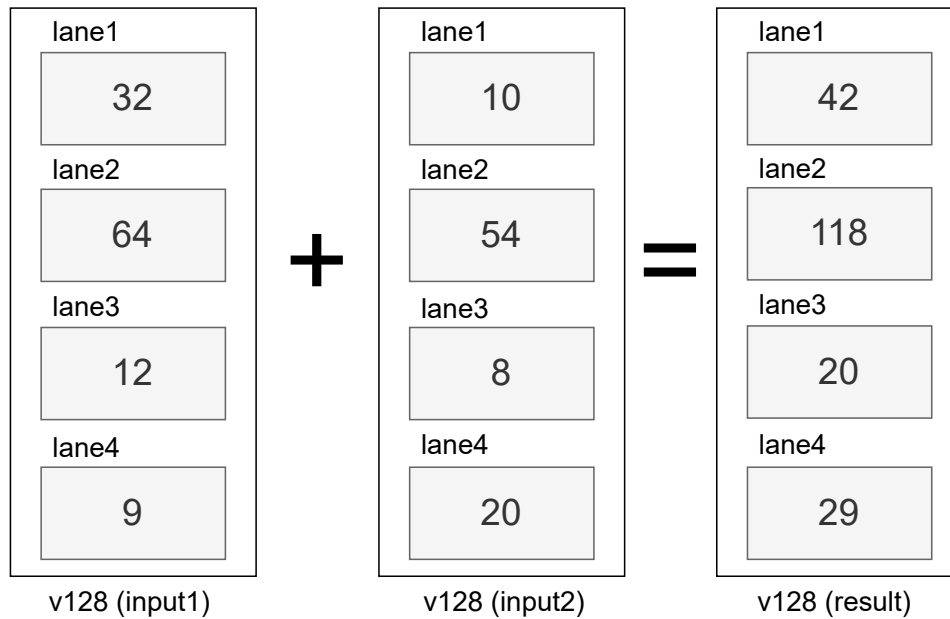 lane1
32
lane2
64
lane3
12
lane4
9
v128 (input1)
+
lane1
10
lane2
54
lane3
8
lane4
20
v128 (input2)
=
lane1
42
lane2
118
lane3
20
lane4
29
v128 (result)